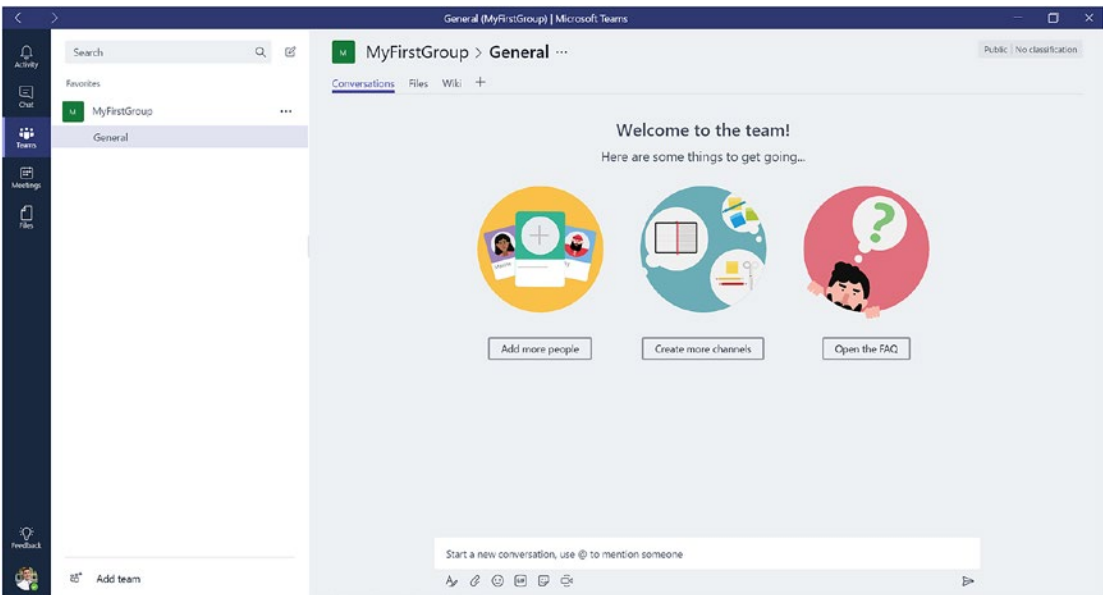 General (MyFirstGroup) | Microsoft Teams
Activity
Chat
Teams
Meetings
Files
Feedback
Search
Favorites
M MyFirstGroup ...
General
Add team
M MyFirstGroup > General ...
Public | No classification
Conversations Files Wiki +
Welcome to the team!
Here are some things to get going...
Add more people
Create more channels
Open the FAQ
Start a new conversation, use @ to mention someone
GIF